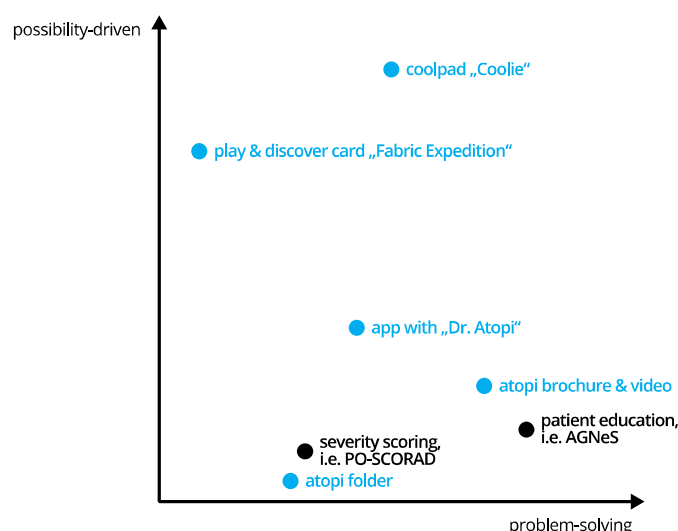 possibility-driven
coolpad „Coolie“
play & discover card „Fabric Expedition“
app with „Dr. Atopi“
atopi brochure & video
patient education,
i.e. AGNeS
severity scoring,
i.e. PO-SCORAD
atopi folder
problem-solving